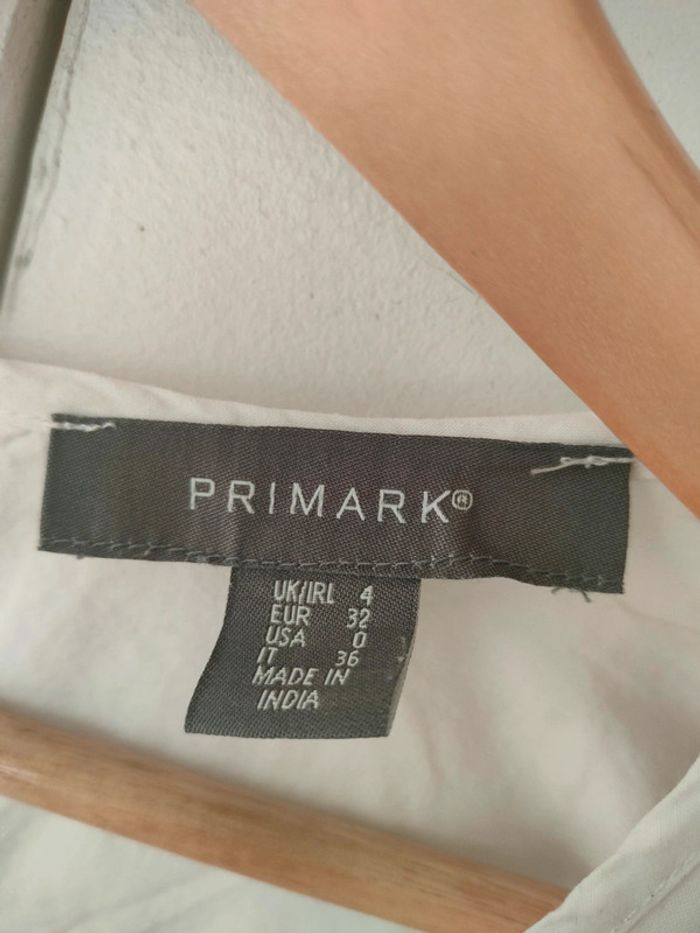 PRIMARK®
UK/IRL 4
EUR 32
USA 0
IT 36
MADE IN
INDIA